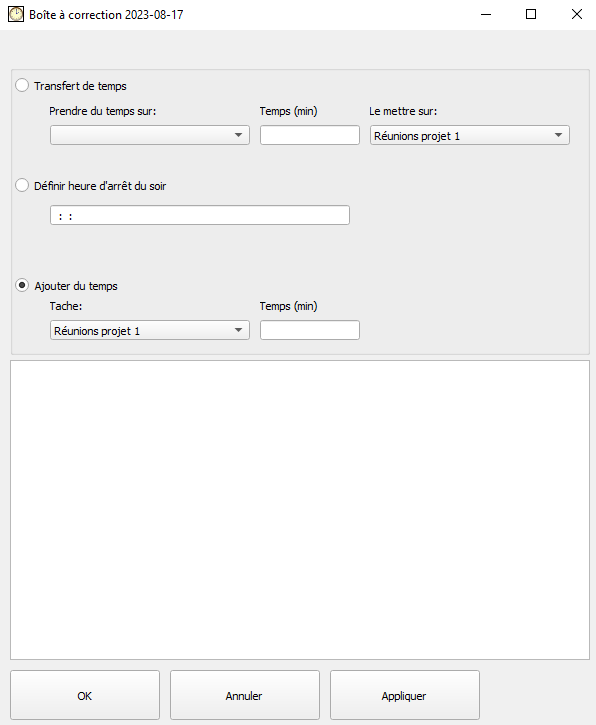 Boîte à correction 2023-08-17
Transfert de temps
Prendre du temps sur: Temps (min) Le mettre sur:
Réunions projet 1
Définir heure d'arrêt du soir
: :
Ajouter du temps
Tache: Temps (min)
Réunions projet 1
OK Annuler Appliquer